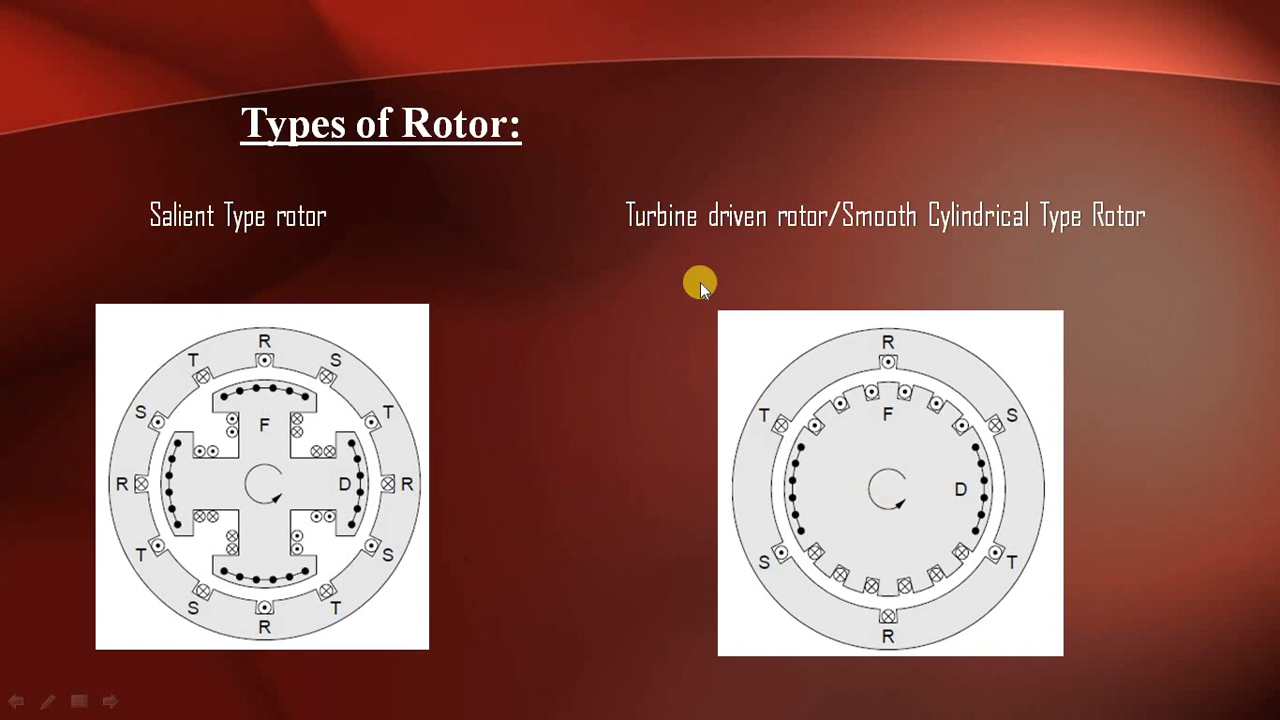 Types of Rotor:
Salient Type rotor
Turbine driven rotor/Smooth Cylindrical Type Rotor
R
T S
S T
F
R D R
T S
S T
R
R
F
T S
D
S T
R